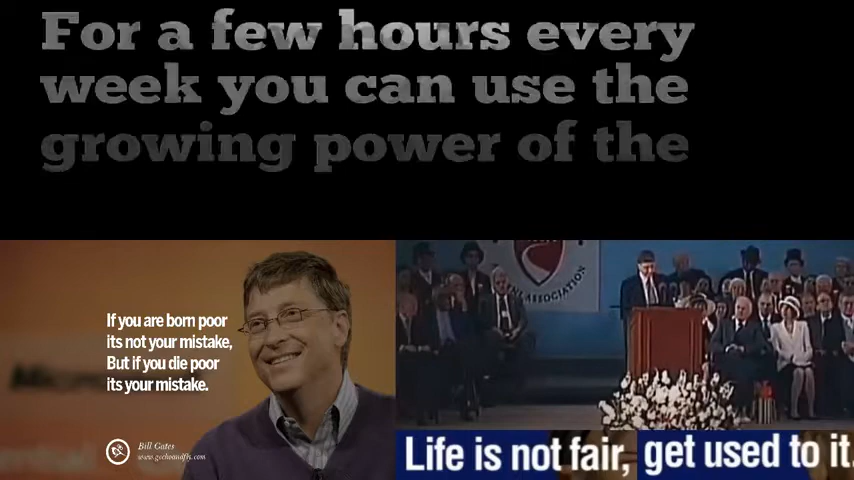 For a few hours every
week you can use the
growing power of the
If you are born poor
its not your mistake,
But if you die poor
its your mistake.
Bill Gates
ASSOCIATION
Life is not fair, get used to it.